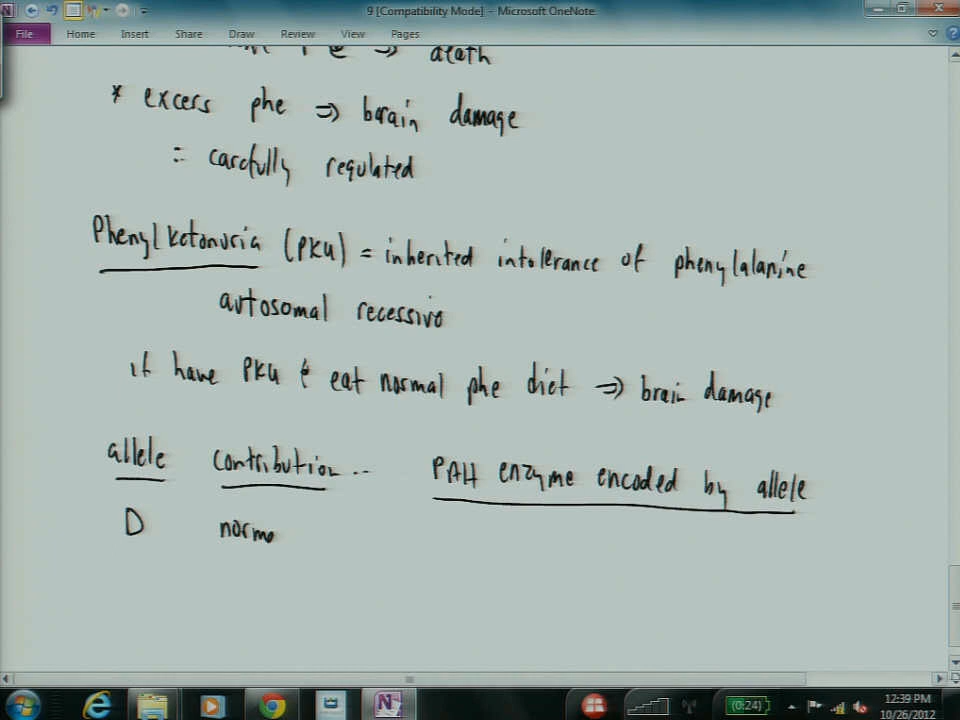 9 [Compatibility Mode] - Microsoft OneNote
File Home Insert Share Draw Review View Pages
death
* excess phe ⇒ brain damage
= carefully regulated
Phenylketonuria (PKU) = inherited intolerance of phenylalanine
autosomal recessive
if have PKU & eat normal phe diet ⇒ brain damage
allele contribution .. PAH enzyme encoded by allele
D norma
(0:24)
12:39 PM
10/26/2012